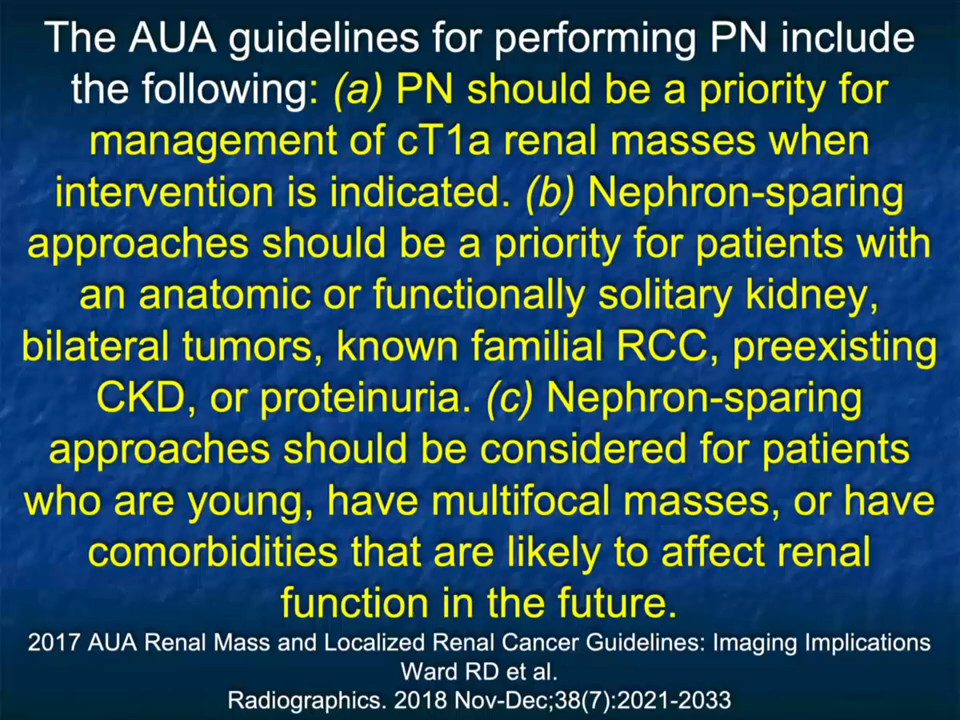 The AUA guidelines for performing PN include
the following: (a) PN should be a priority for
management of cT1a renal masses when
intervention is indicated. (b) Nephron-sparing
approaches should be a priority for patients with
an anatomic or functionally solitary kidney,
bilateral tumors, known familial RCC, preexisting
CKD, or proteinuria. (c) Nephron-sparing
approaches should be considered for patients
who are young, have multifocal masses, or have
comorbidities that are likely to affect renal
function in the future.
2017 AUA Renal Mass and Localized Renal Cancer Guidelines: Imaging Implications
Ward RD et al.
Radiographics. 2018 Nov-Dec;38(7):2021-2033